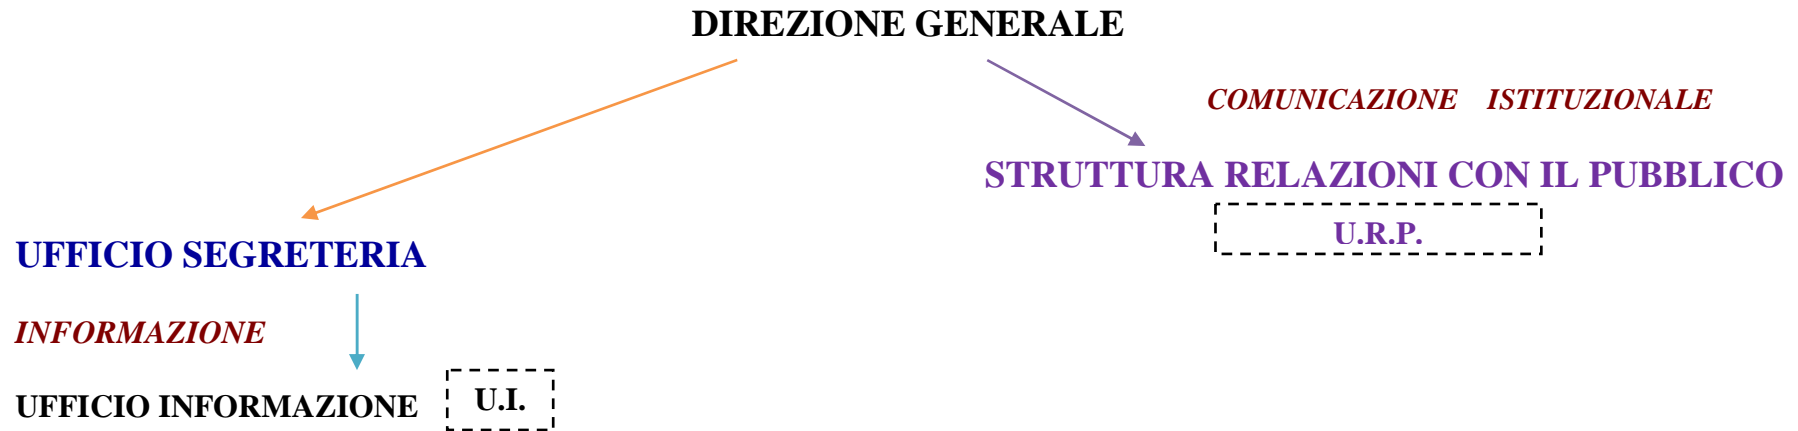 DIREZIONE GENERALE
COMUNICAZIONE ISTITUZIONALE
STRUTTURA RELAZIONI CON IL PUBBLICO
U.R.P.
UFFICIO SEGRETERIA
INFORMAZIONE
UFFICIO INFORMAZIONE
U.I.